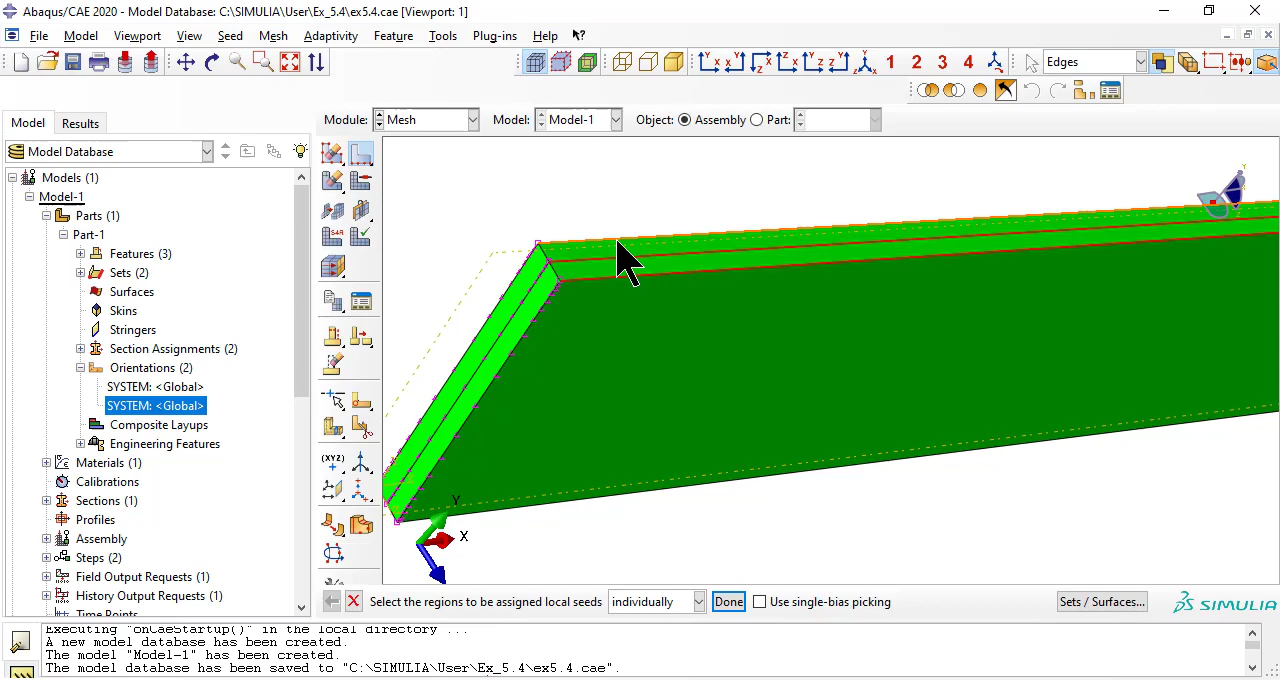 Abaqus/CAE 2020 - Model Database: C:\SIMULIA\User\Ex_5.4\ex5.4.cae [Viewport: 1]
File Model Viewport View Seed Mesh Adaptivity Feature Tools Plug-ins Help
1 2 3 4 Edges
Model Results
Module: Mesh Model: Model-1 Object: Assembly Part:
Model Database
Models (1)
Model-1
Parts (1)
Part-1
Features (3)
Sets (2)
Surfaces
Skins
Stringers
Section Assignments (2)
Orientations (2)
SYSTEM: <Global>
SYSTEM: <Global>
Composite Layups
Engineering Features
Materials (1)
Calibrations
Sections (1)
Profiles
Assembly
Steps (2)
Field Output Requests (1)
History Output Requests (1)
Time Points
S4R
(XYZ)
Y
X
Select the regions to be assigned local seeds individually Done Use single-bias picking Sets / Surfaces...
SIMULIA
Executing "onCaeStartup()" in the local directory ...
A new model database has been created.
The model "Model-1" has been created.
The model database has been saved to "C:\SIMULIA\User\Ex_5.4\ex5.4.cae".